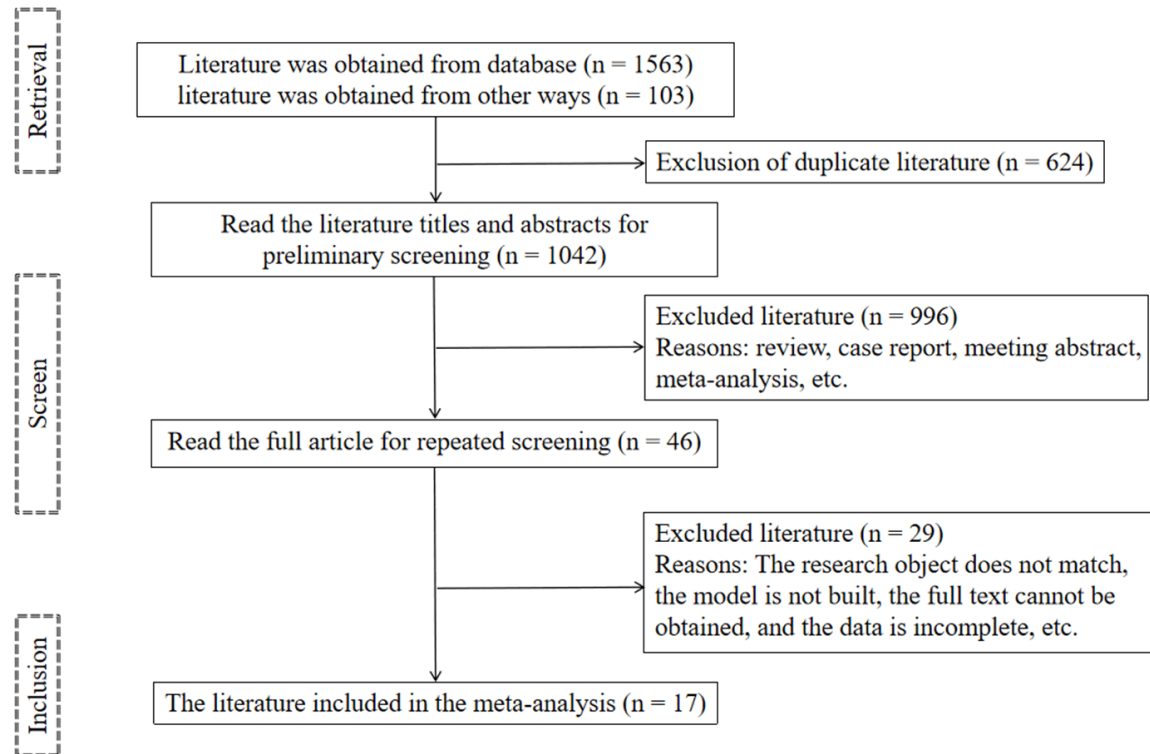 Retrieval
Literature was obtained from database (n = 1563)
literature was obtained from other ways (n = 103)
Exclusion of duplicate literature (n = 624)
Read the literature titles and abstracts for
preliminary screening (n = 1042)
Screen
Excluded literature (n = 996)
Reasons: review, case report, meeting abstract,
meta-analysis, etc.
Read the full article for repeated screening (n = 46)
Excluded literature (n = 29)
Reasons: The research object does not match,
the model is not built, the full text cannot be
obtained, and the data is incomplete, etc.
Inclusion
The literature included in the meta-analysis (n = 17)